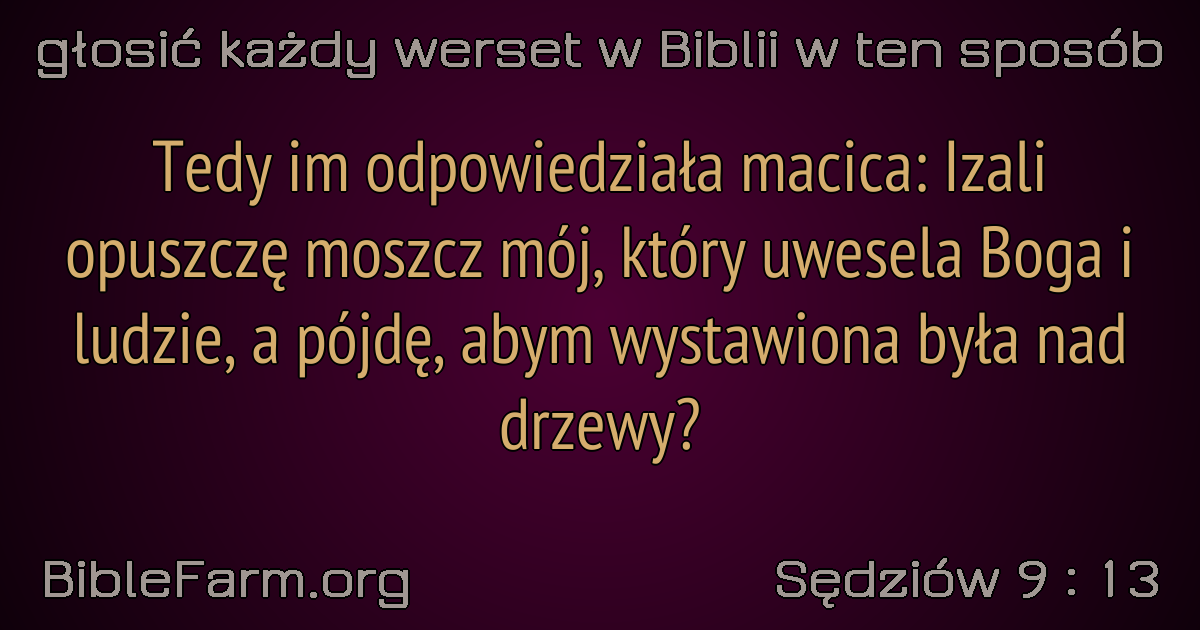 głosić każdy werset w Biblii w ten sposób
Tedy im odpowiedziała macica: Izali
opuszczę moszcz mój, który uwesela Boga i
ludzie, a pójdę, abym wystawiona była nad
drzewy?
BibleFarm.org
Sędziów 9 : 13